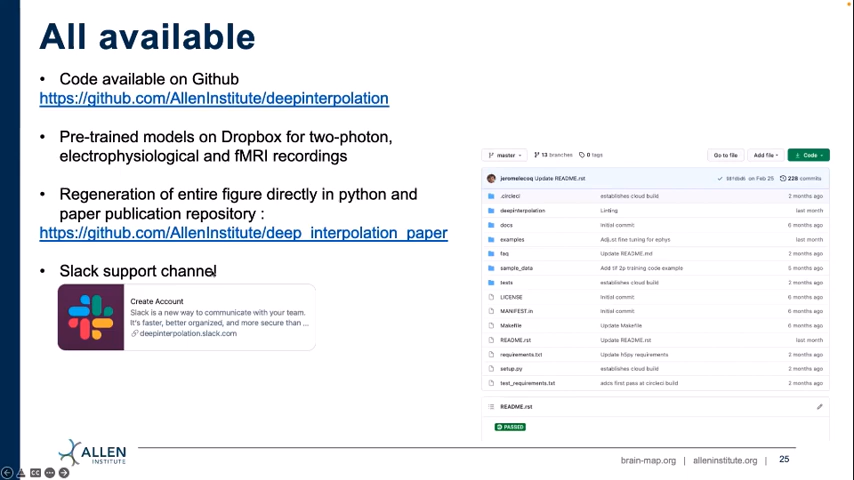 All available
• Code available on Github
https://github.com/AllenInstitute/deepinterpolation
• Pre-trained models on Dropbox for two-photon,
electrophysiological and fMRI recordings
• Regeneration of entire figure directly in python and
paper publication repository :
https://github.com/AllenInstitute/deep_interpolation_paper
• Slack support channel
Create Account
Slack is a new way to communicate with your team.
It's faster, better organized, and more secure than ...
deepinterpolation.slack.com
master 13 branches 0 tags Go to file Add file Code
jeromelecoq Update README.rst on Feb 25 228 commits
.circleci establishes cloud build 2 months ago
deepinterpolation Linting last month
docs Initial commit 6 months ago
examples Adjust fine tuning for ephys last month
faq Update README.md 2 months ago
sample_data Add tif 2p training code example 5 months ago
tests establishes cloud build 2 months ago
LICENSE Initial commit 6 months ago
MANIFEST.in Initial commit 6 months ago
Makefile Update Makefile 6 months ago
README.rst Update README.rst last month
requirements.txt Update h5py requirements 2 months ago
setup.py establishes cloud build 2 months ago
test_requirements.txt adds first pass at circleci build 2 months ago
README.rst
PASSED
ALLEN
INSTITUTE
brain-map.org | alleninstitute.org | 25
CC